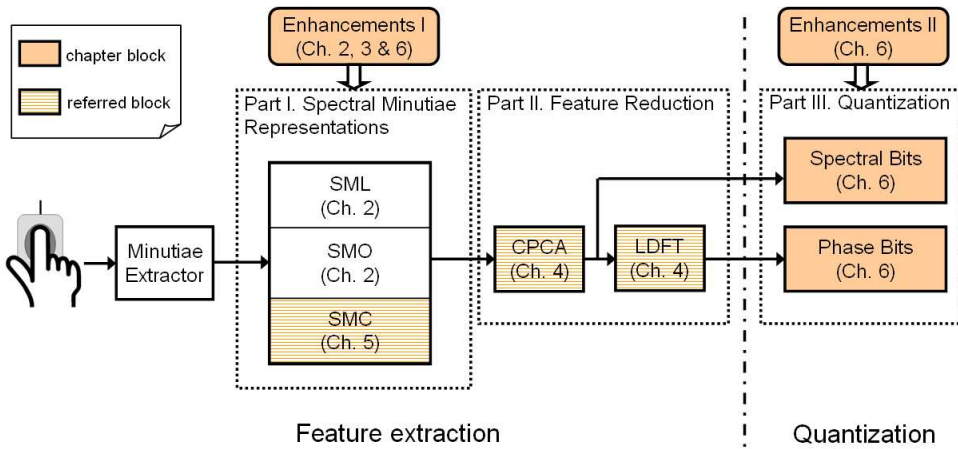 chapter block
referred block
Enhancements I
(Ch. 2, 3 & 6)
Enhancements II
(Ch. 6)
Part I. Spectral Minutiae
Representations
Part II. Feature Reduction
Part III. Quantization
Minutiae
Extractor
SML
(Ch. 2)
SMO
(Ch. 2)
SMC
(Ch. 5)
CPCA
(Ch. 4)
LDFT
(Ch. 4)
Spectral Bits
(Ch. 6)
Phase Bits
(Ch. 6)
Feature extraction
Quantization